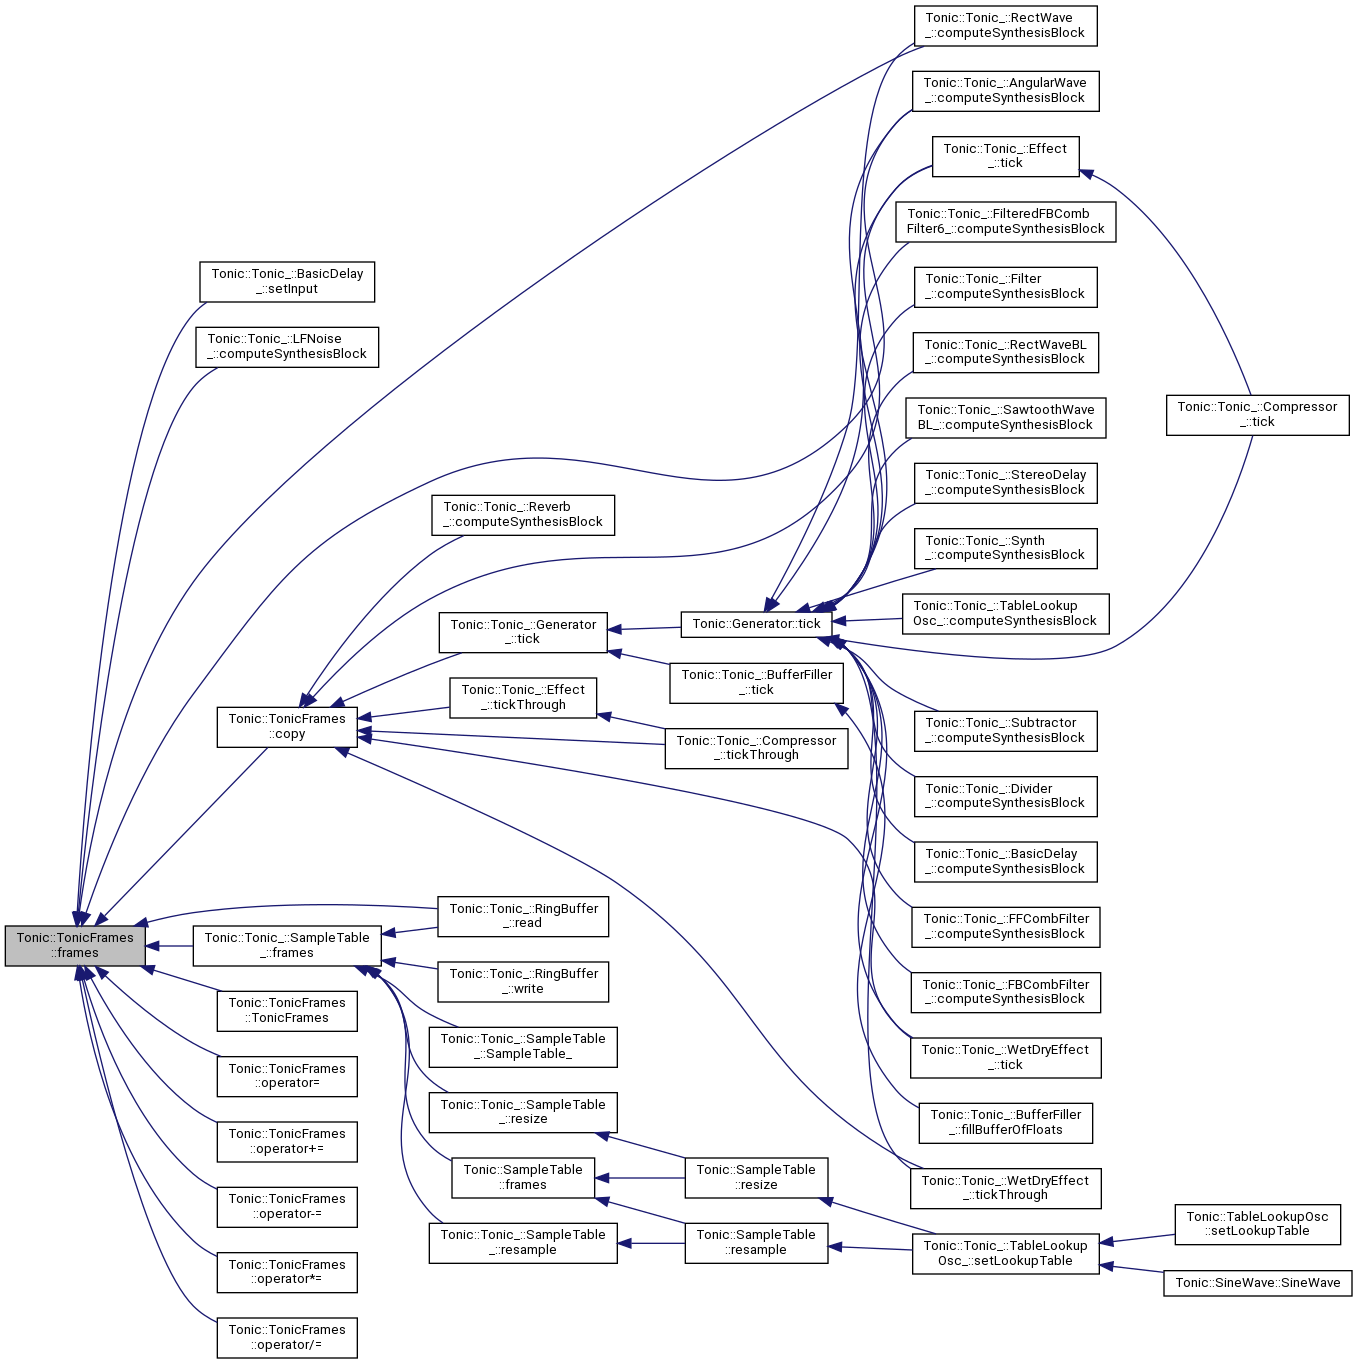 Tonic::TonicFrames
::frames
Tonic::Tonic_::BasicDelay
_::setInput
Tonic::Tonic_::LFNoise
_::computeSynthesisBlock
Tonic::TonicFrames
::copy
Tonic::Tonic_::SampleTable
_::frames
Tonic::TonicFrames
::TonicFrames
Tonic::TonicFrames
::operator=
Tonic::TonicFrames
::operator+=
Tonic::TonicFrames
::operator-=
Tonic::TonicFrames
::operator*=
Tonic::TonicFrames
::operator/=
Tonic::Tonic_::Reverb
_::computeSynthesisBlock
Tonic::Tonic_::Generator
_::tick
Tonic::Tonic_::Effect
_::tickThrough
Tonic::Tonic_::RingBuffer
_::read
Tonic::Tonic_::RingBuffer
_::write
Tonic::Tonic_::SampleTable
_::SampleTable_
Tonic::Tonic_::SampleTable
_::resize
Tonic::SampleTable
::frames
Tonic::Tonic_::SampleTable
_::resample
Tonic::Generator::tick
Tonic::Tonic_::BufferFiller
_::tick
Tonic::Tonic_::Compressor
_::tickThrough
Tonic::SampleTable
::resize
Tonic::SampleTable
::resample
Tonic::Tonic_::RectWave
_::computeSynthesisBlock
Tonic::Tonic_::AngularWave
_::computeSynthesisBlock
Tonic::Tonic_::Effect
_::tick
Tonic::Tonic_::FilteredFBComb
Filter6_::computeSynthesisBlock
Tonic::Tonic_::Filter
_::computeSynthesisBlock
Tonic::Tonic_::RectWaveBL
_::computeSynthesisBlock
Tonic::Tonic_::SawtoothWave
BL_::computeSynthesisBlock
Tonic::Tonic_::StereoDelay
_::computeSynthesisBlock
Tonic::Tonic_::Synth
_::computeSynthesisBlock
Tonic::Tonic_::TableLookup
Osc_::computeSynthesisBlock
Tonic::Tonic_::Subtractor
_::computeSynthesisBlock
Tonic::Tonic_::Divider
_::computeSynthesisBlock
Tonic::Tonic_::BasicDelay
_::computeSynthesisBlock
Tonic::Tonic_::FFCombFilter
_::computeSynthesisBlock
Tonic::Tonic_::FBCombFilter
_::computeSynthesisBlock
Tonic::Tonic_::WetDryEffect
_::tick
Tonic::Tonic_::BufferFiller
_::fillBufferOfFloats
Tonic::Tonic_::WetDryEffect
_::tickThrough
Tonic::Tonic_::TableLookup
Osc_::setLookupTable
Tonic::Tonic_::Compressor
_::tick
Tonic::TableLookupOsc
::setLookupTable
Tonic::SineWave::SineWave